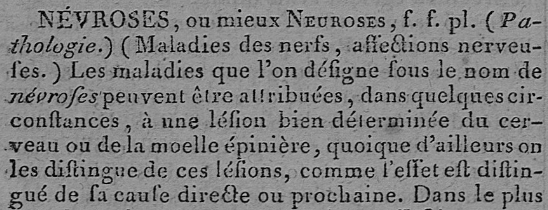 NÉVROSES, ou mieux NEUROSES, ſ. f. pl. (Pa-
thologie.) (Maladies des nerfs, affections nerveu-
ſes.) Les maladies que l'on déſigne ſous le nom de
névroſes peuvent être attribuées, dans quelques cir-
conſtances, à une léſion bien déterminée du cer-
veau ou de la moelle épinière, quoique d'ailleurs on
les diſtingue de ces léſions, comme l'effet eſt diſtin-
gué de ſa cauſe directe ou prochaine. Dans le plus